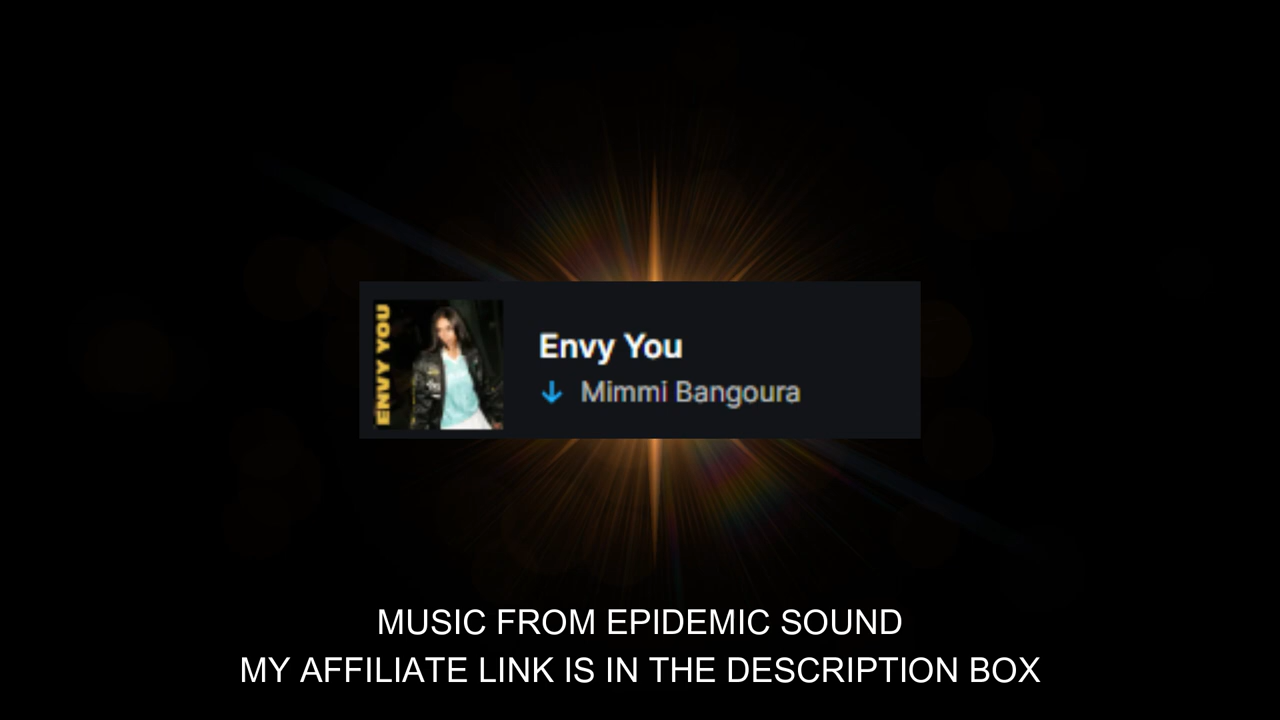 ENVY YOU
Envy You
Mimmi Bangoura
MUSIC FROM EPIDEMIC SOUND
MY AFFILIATE LINK IS IN THE DESCRIPTION BOX